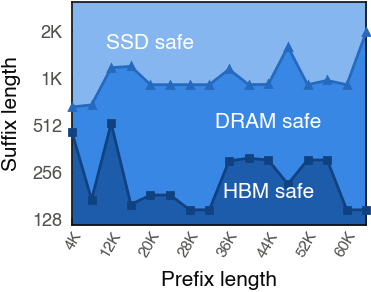 Suffix length
2K
1K
512
256
128
SSD safe
DRAM safe
HBM safe
4K
12K
20K
28K
36K
44K
52K
60K
Prefix length